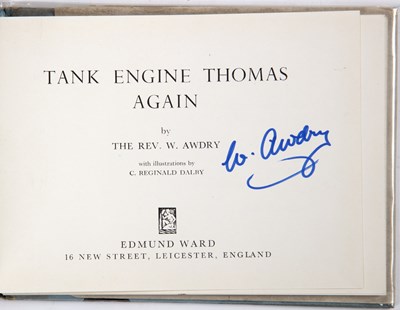 TANK ENGINE THOMAS
AGAIN
by
THE REV. W. AWDRY
W. Awdry
with illustrations by
C. REGINALD DALBY
EDMUND WARD
16 NEW STREET, LEICESTER, ENGLAND